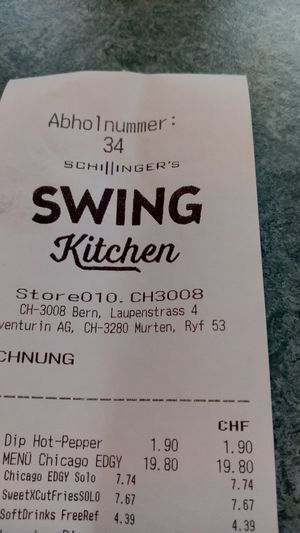 Abholnummer:
34
SCHILLINGER'S
SWING
Kitchen
Store010. CH3008
CH-3008 Bern, Laupenstrass 4
venturin AG, CH-3280 Murten, Ryf 53
CHNUNG
CHF
Dip Hot-Pepper 1.90 1.90
MENÜ Chicago EDGY 19.80 19.80
Chicago EDGY Solo 7.74 7.74
SweetXCutFriesSOLO 7.67 7.67
SoftDrinks FreeRef 4.39 4.39